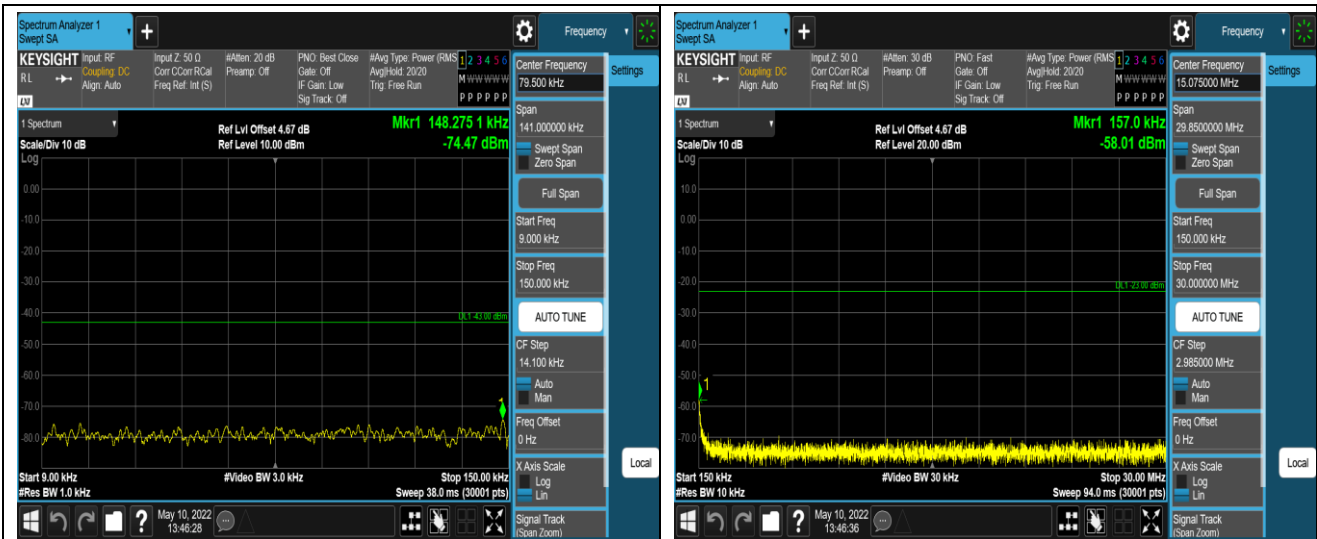 Spectrum Analyzer 1
Swept SA
Frequency
KEYSIGHT
RL
LXI
Input: RF
Coupling: DC
Align: Auto
Input Z: 50 Ω
Corr CCorr RCal
Freq Ref: Int (S)
#Atten: 20 dB
Preamp: Off
PNO: Best Close
Gate: Off
IF Gain: Low
Sig Track: Off
#Avg Type: Power (RMS
Avg|Hold: 20/20
Trig: Free Run
1 2 3 4 5 6
M W W W W W
P P P P P P
Center Frequency
79.500 kHz
Settings
1 Spectrum
Ref Lvl Offset 4.67 dB
Mkr1 148.275 1 kHz
Scale/Div 10 dB
Ref Level 10.00 dBm
-74.47 dBm
Log
0.00
-10.0
-20.0
-30.0
-40.0
-50.0
-60.0
-70.0
-80.0
DL1 -43.00 dBm
1
Span
141.000000 kHz
Swept Span
Zero Span
Full Span
Start Freq
9.000 kHz
Stop Freq
150.000 kHz
AUTO TUNE
CF Step
14.100 kHz
Auto
Man
Freq Offset
0 Hz
X Axis Scale
Log
Lin
Signal Track
(Span Zoom)
Local
Start 9.00 kHz
#Video BW 3.0 kHz
Stop 150.00 kHz
#Res BW 1.0 kHz
Sweep 38.0 ms (30001 pts)
?
May 10, 2022
13:46:28
Spectrum Analyzer 1
Swept SA
Frequency
KEYSIGHT
RL
LXI
Input: RF
Coupling: DC
Align: Auto
Input Z: 50 Ω
Corr CCorr RCal
Freq Ref: Int (S)
#Atten: 30 dB
Preamp: Off
PNO: Fast
Gate: Off
IF Gain: Low
Sig Track: Off
#Avg Type: Power (RMS
Avg|Hold: 20/20
Trig: Free Run
1 2 3 4 5 6
M W W W W W
P P P P P P
Center Frequency
15.075000 MHz
Settings
1 Spectrum
Ref Lvl Offset 4.67 dB
Mkr1 157.0 kHz
Scale/Div 10 dB
Ref Level 20.00 dBm
-58.01 dBm
Log
10.0
0.00
-10.0
-20.0
-30.0
-40.0
-50.0
-60.0
-70.0
DL1 -23.00 dBm
1
Span
29.8500000 MHz
Swept Span
Zero Span
Full Span
Start Freq
150.000 kHz
Stop Freq
30.000000 MHz
AUTO TUNE
CF Step
2.985000 MHz
Auto
Man
Freq Offset
0 Hz
X Axis Scale
Log
Lin
Signal Track
(Span Zoom)
Local
Start 150 kHz
#Video BW 30 kHz
Stop 30.00 MHz
#Res BW 10 kHz
Sweep 94.0 ms (30001 pts)
?
May 10, 2022
13:46:36